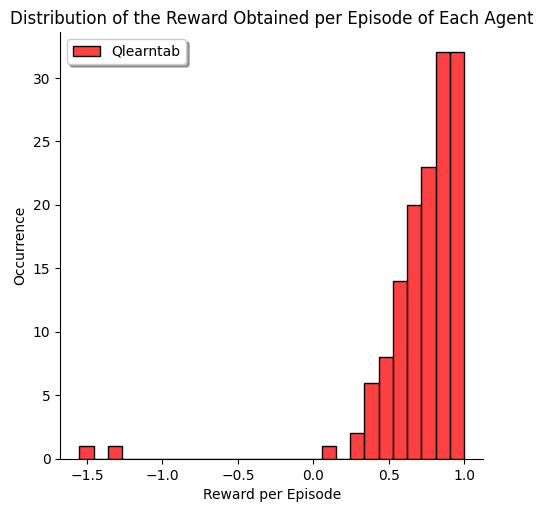 Distribution of the Reward Obtained per Episode of Each Agent
Qlearntab
30
25
20
15
10
5
0
Occurrence
−1.5 −1.0 −0.5 0.0 0.5 1.0
Reward per Episode